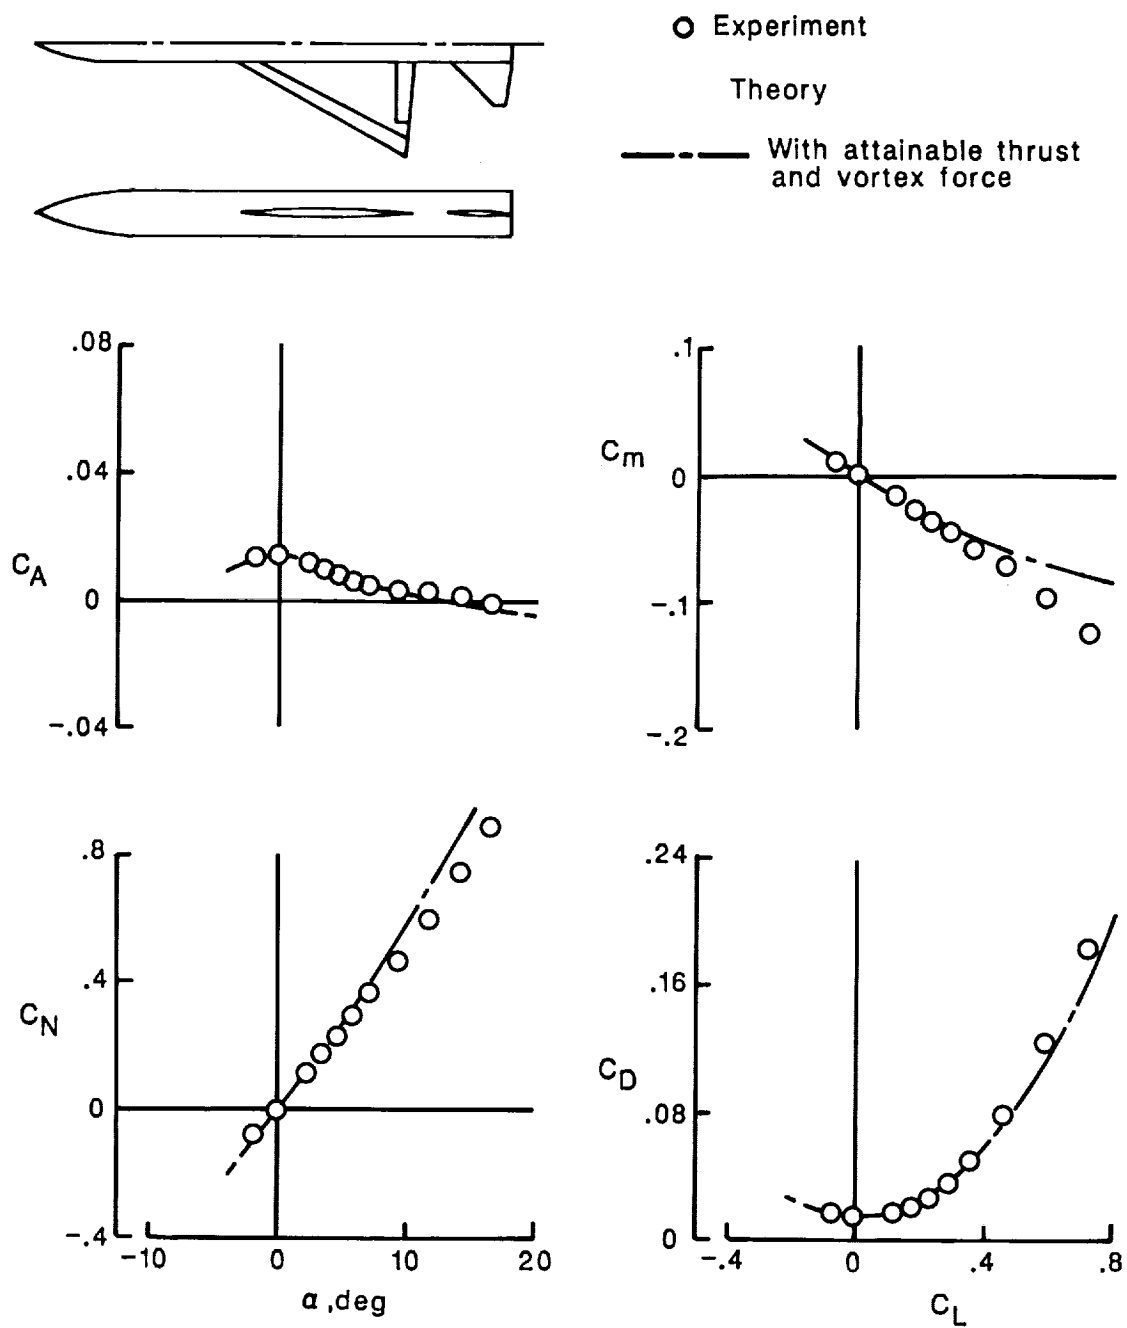 Experiment
Theory
With attainable thrust
and vortex force
.08
.04
C_A
0
-.04
.1
C_m
0
-.1
-.2
.8
.4
C_N
0
-.4
-10
0
10
20
α ,deg
.24
.16
C_D
.08
0
-.4
0
.4
.8
C_L